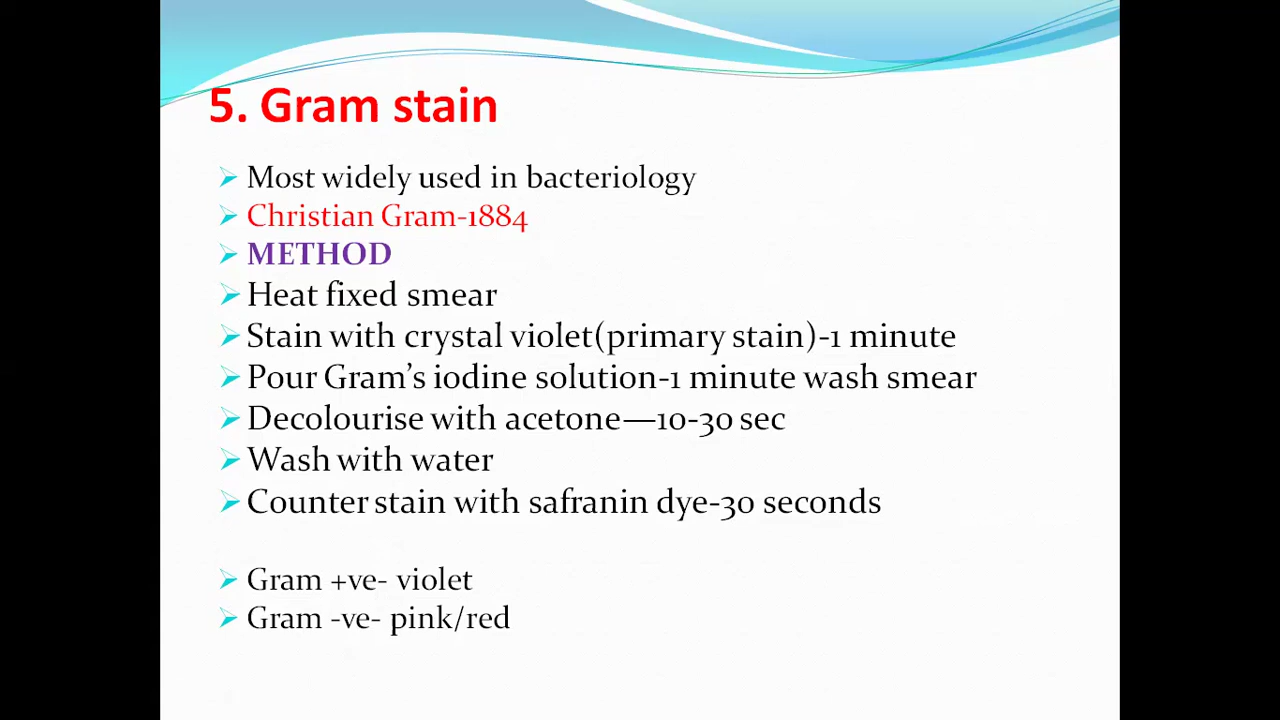 5. Gram stain
Most widely used in bacteriology
Christian Gram-1884
METHOD
Heat fixed smear
Stain with crystal violet(primary stain)-1 minute
Pour Gram’s iodine solution-1 minute wash smear
Decolourise with acetone—10-30 sec
Wash with water
Counter stain with safranin dye-30 seconds
Gram +ve- violet
Gram -ve- pink/red